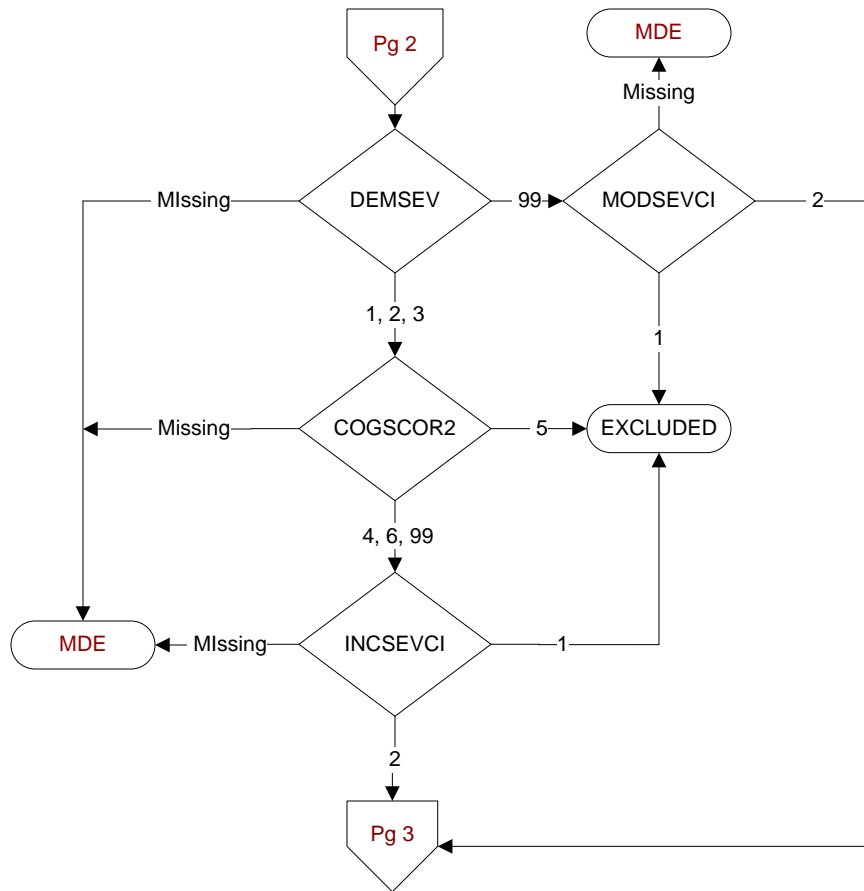 Pg 2
MDE
Missing
MIssing
DEMSEV
99
MODSEVCI
2
1, 2, 3
1
Missing
COGSCOR2
5
EXCLUDED
4, 6, 99
MDE
MIssing
INCSEVCI
1
2
Pg 3